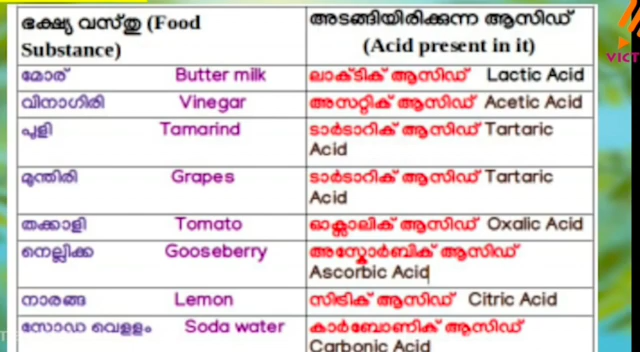 ഭക്ഷ്യ വസ്തു (Food Substance)
അടങ്ങിയിരിക്കുന്ന ആസിഡ് (Acid present in it)
മോര് Butter milk
ലാക്ടിക് ആസിഡ് Lactic Acid
വിനാഗിരി Vinegar
അസറ്റിക് ആസിഡ് Acetic Acid
പുളി Tamarind
ടാർടാറിക് ആസിഡ് Tartaric
Acid
മുന്തിരി Grapes
ടാർടാറിക് ആസിഡ് Tartaric
Acid
തക്കാളി Tomato
ഓക്സാലിക് ആസിഡ് Oxalic Acid
നെല്ലിക്ക Gooseberry
അസ്കോർബിക് ആസിഡ്
Ascorbic Acid
നാരങ്ങ Lemon
സിട്രിക് ആസിഡ് Citric Acid
സോഡ വെള്ളം Soda water
കാർബോണിക് ആസിഡ്
Carbonic Acid
VICT